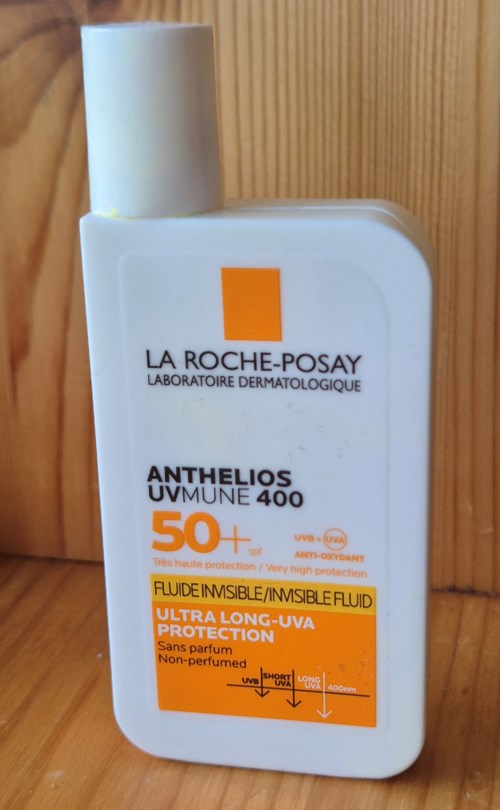 LA ROCHE-POSAY
LABORATOIRE DERMATOLOGIQUE
ANTHELIOS
UVMUNE 400
50+ spf
UVB + UVA
ANTI-OXYDANT
Très haute protection / Very high protection
FLUIDE INVISIBLE/INVISIBLE FLUID
ULTRA LONG-UVA
PROTECTION
Sans parfum
Non-perfumed
UVB
SHORT
UVA
LONG
UVA
400nm